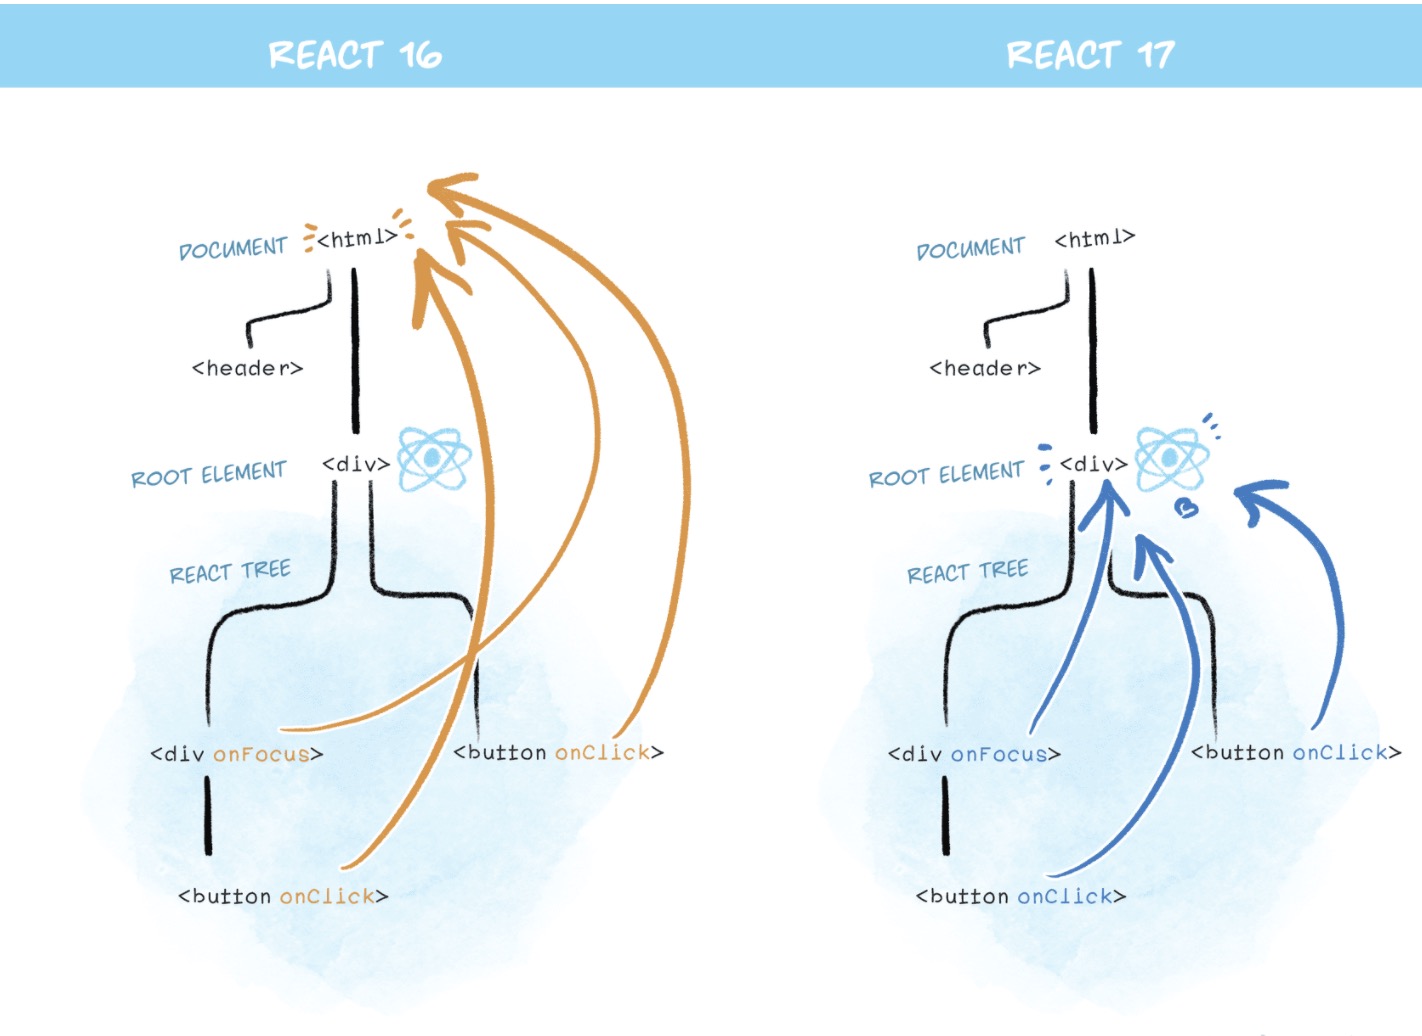 REACT 16
REACT 17
DOCUMENT <html>
<header>
ROOT ELEMENT <div>
REACT TREE
<div onFocus>
<button onClick>
<button onClick>
DOCUMENT <html>
<header>
ROOT ELEMENT <div>
REACT TREE
<div onFocus>
<button onClick>
<button onClick>